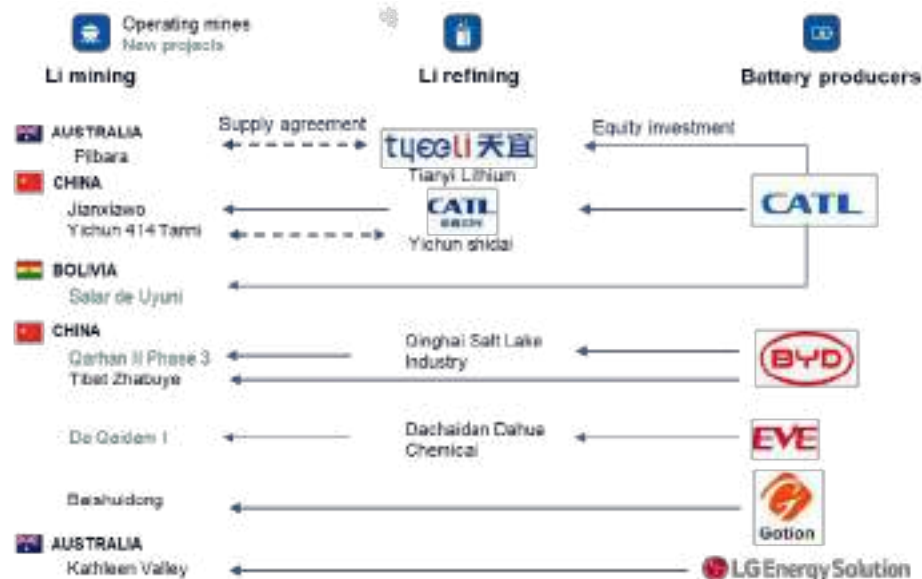 Operating mines
New projects
Li mining
Li refining
Battery producers
AUSTRALIA
Pilbara
Supply agreement
tyeeli 天宜
Tianyi Lithium
Equity investment
CHINA
Jianxiawo
Yichun 414 Tanni
CATL
Yichun shidai
CATL
BOLIVIA
Salar de Uyuni
CHINA
Qarhan II Phase 3
Tibet Zhabuye
Qinghai Salt Lake
Industry
BYD
Da Qaidam 1
Dachaidan Dahua
Chemical
EVE
Beishuidong
Gotion
AUSTRALIA
Kathleen Valley
LG Energy Solution